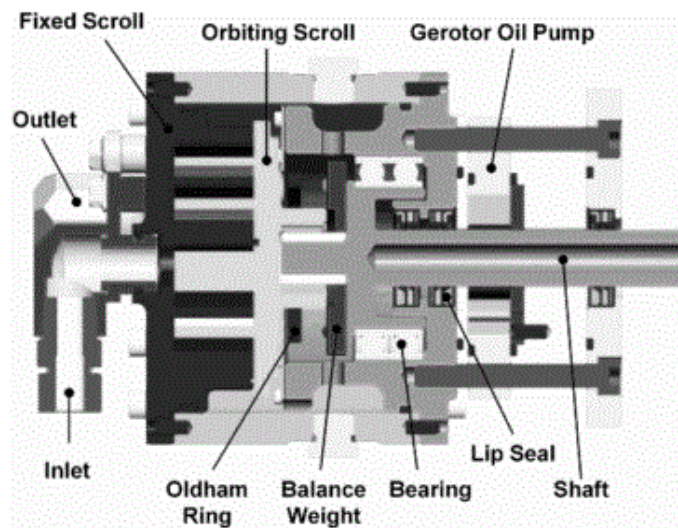 Fixed Scroll
Orbiting Scroll
Gerotor Oil Pump
Outlet
Inlet
Oldham
Ring
Balance
Weight
Bearing
Lip Seal
Shaft